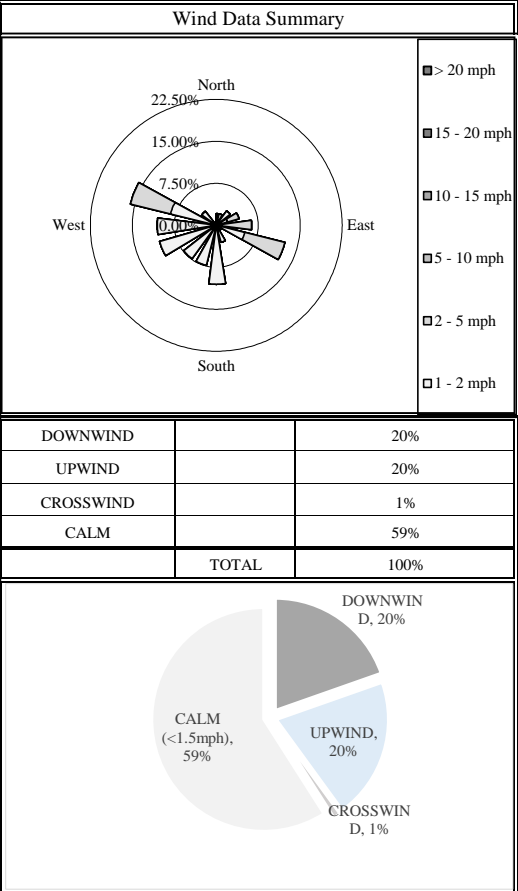 Wind Data Summary
North
22.50%
15.00%
7.50%
0.00%
West
East
South
> 20 mph
15 - 20 mph
10 - 15 mph
5 - 10 mph
2 - 5 mph
1 - 2 mph
DOWNWIND 20%
UPWIND 20%
CROSSWIND 1%
CALM 59%
TOTAL 100%
DOWNWIN
D, 20%
CALM
(<1.5mph),
59%
UPWIND,
20%
CROSSWIN
D, 1%